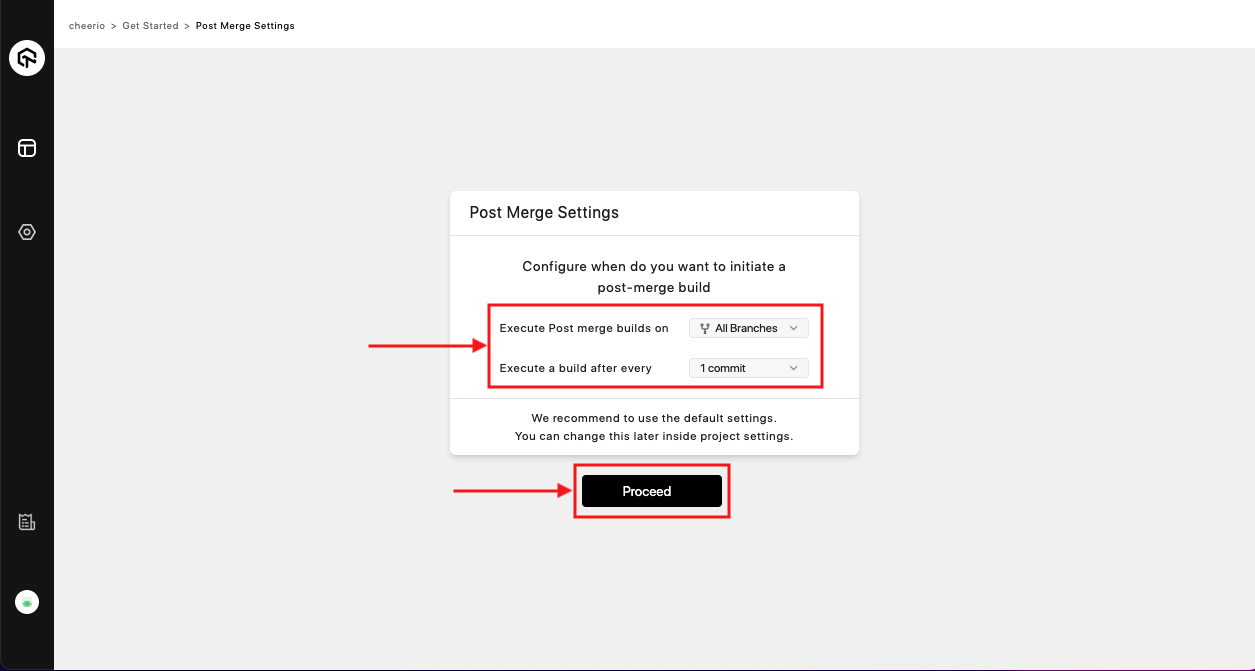 cheerio > Get Started > Post Merge Settings
Post Merge Settings
Configure when do you want to initiate a
post-merge build
Execute Post merge builds on All Branches
Execute a build after every 1 commit
We recommend to use the default settings.
You can change this later inside project settings.
Proceed